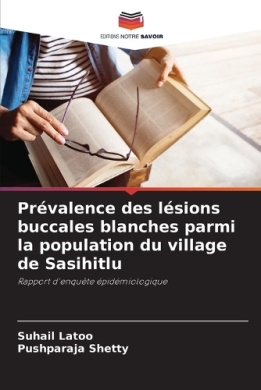 EDITIONS NOTRE SAVOIR
Prévalence des lésions
buccales blanches parmi
la population du village
de Sasihitlu
Rapport d'enquête épidémiologique
Suhail Latoo
Pushparaja Shetty